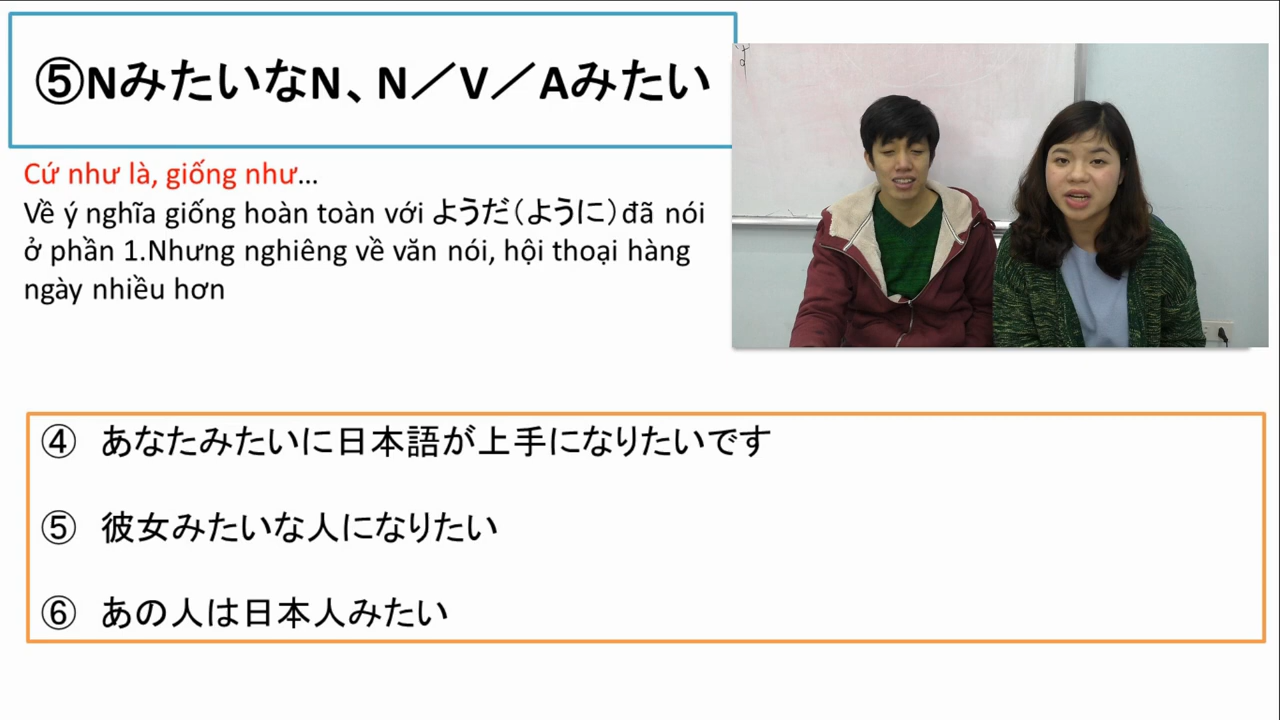 ⑤NみたいなN、N／V／Aみたい
Cứ như là, giống như…
Về ý nghĩa giống hoàn toàn với ようだ（ように）đã nói
ở phần 1.Nhưng nghiêng về văn nói, hội thoại hàng
ngày nhiều hơn
④ あなたみたいに日本語が上手になりたいです
⑤ 彼女みたいな人になりたい
⑥ あの人は日本人みたい